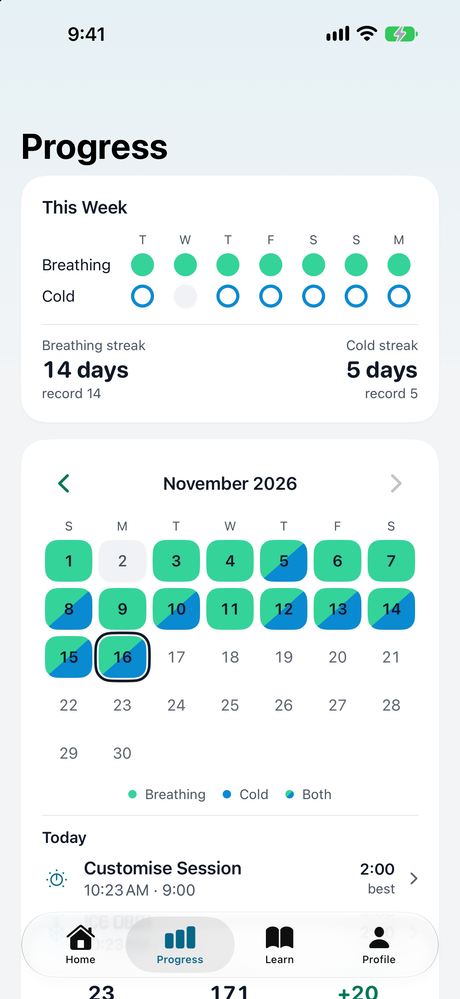 9:41
Progress
This Week
T W T F S S M
Breathing
Cold
Breathing streak Cold streak
14 days 5 days
record 14 record 5
November 2026
S M T W T F S
1 2 3 4 5 6 7
8 9 10 11 12 13 14
15 16 17 18 19 20 21
22 23 24 25 26 27 28
29 30
Breathing Cold Both
Today
Customise Session 2:00
10:23 AM · 9:00 best
Home Progress Learn Profile
23 171 +20